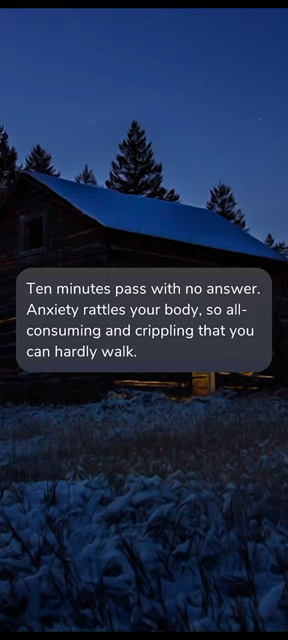 Ten minutes pass with no answer.
Anxiety rattles your body, so all-
consuming and crippling that you
can hardly walk.